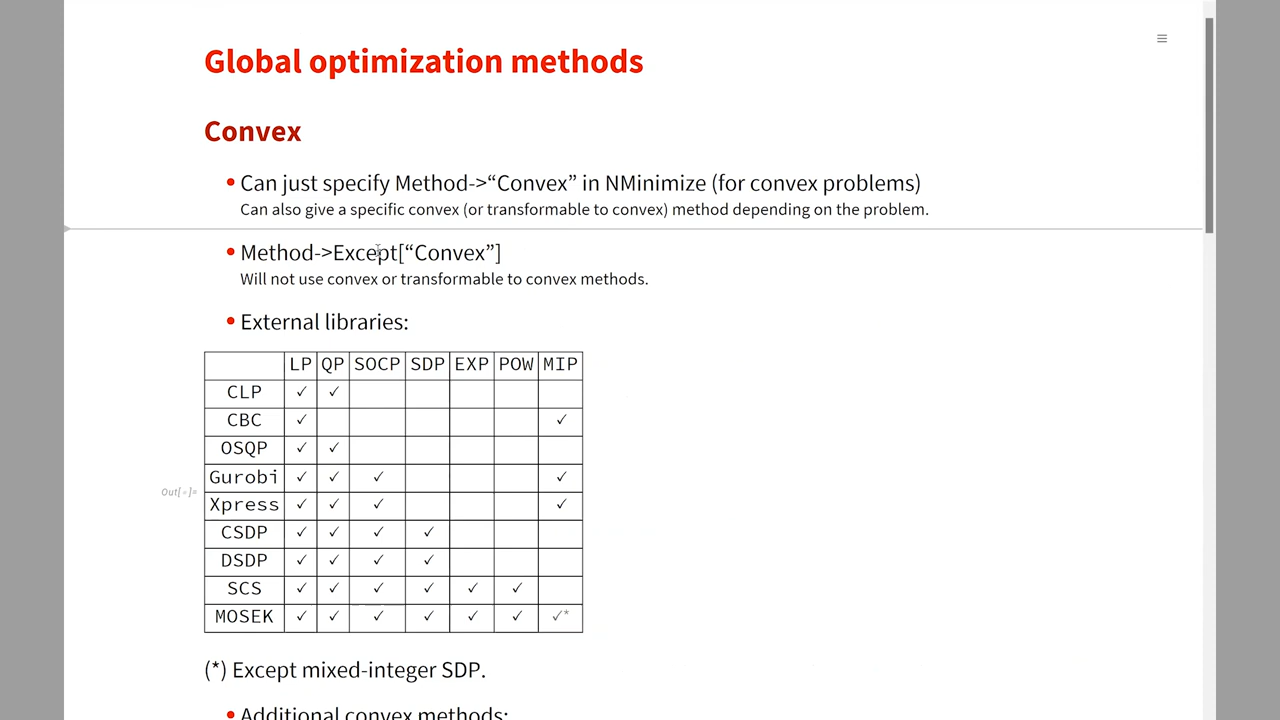 Global optimization methods
Convex
• Can just specify Method->“Convex” in NMinimize (for convex problems)
Can also give a specific convex (or transformable to convex) method depending on the problem.
• Method->Except[“Convex”]
Will not use convex or transformable to convex methods.
• External libraries:
LP QP SOCP SDP EXP POW MIP
CLP ✓ ✓
CBC ✓ ✓
OSQP ✓ ✓
Gurobi ✓ ✓ ✓ ✓
Out[◦]=
Xpress ✓ ✓ ✓ ✓
CSDP ✓ ✓ ✓ ✓
DSDP ✓ ✓ ✓ ✓
SCS ✓ ✓ ✓ ✓ ✓ ✓
MOSEK ✓ ✓ ✓ ✓ ✓ ✓ ✓*
(*) Except mixed-integer SDP.
• Additional convex methods: